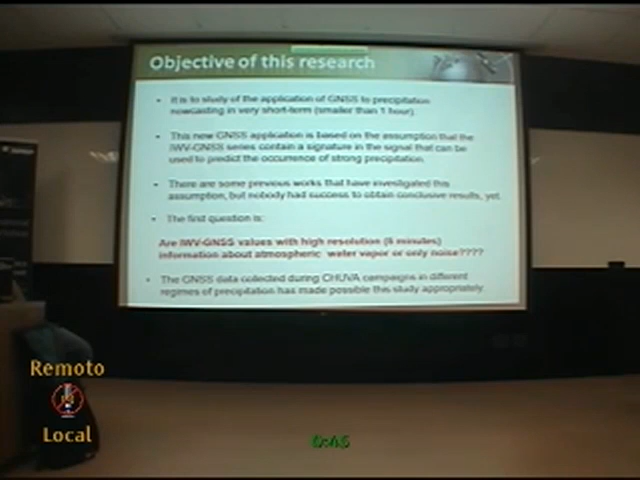 Objective of this research
• It is to study of the application of GNSS to precipitation
nowcasting in very short-term (smaller than 1 hour).
• This new GNSS application is based on the assumption that the
IWV-GNSS series contain a signature in the signal that can be
used to predict the occurrence of strong precipitation.
• There are some previous works that have investigated this
assumption, but nobody had success to obtain conclusive results, yet.
• The first question is:
Are IWV-GNSS values with high resolution (5 minutes)
information about atmospheric water vapor or only noise????
• The GNSS data collected during CHUVA campaigns in different
regimes of precipitation has made possible this study appropriately.
Remoto
Local